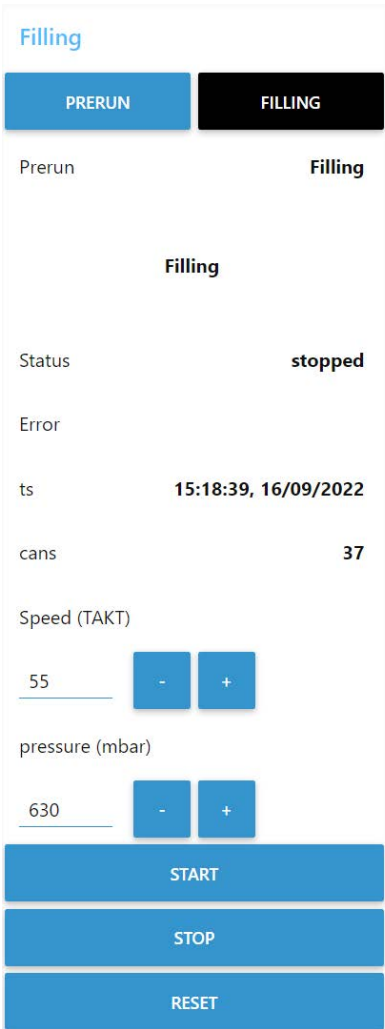 Filling
PRERUN FILLING
Prerun Filling
Filling
Status stopped
Error
ts 15:18:39, 16/09/2022
cans 37
Speed (TAKT)
55 - +
pressure (mbar)
630 - +
START
STOP
RESET